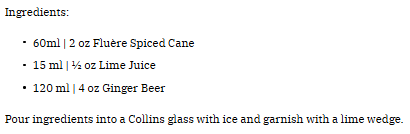 Ingredients:
• 60ml | 2 oz Fluère Spiced Cane
• 15 ml | ½ oz Lime Juice
• 120 ml | 4 oz Ginger Beer
Pour ingredients into a Collins glass with ice and garnish with a lime wedge.